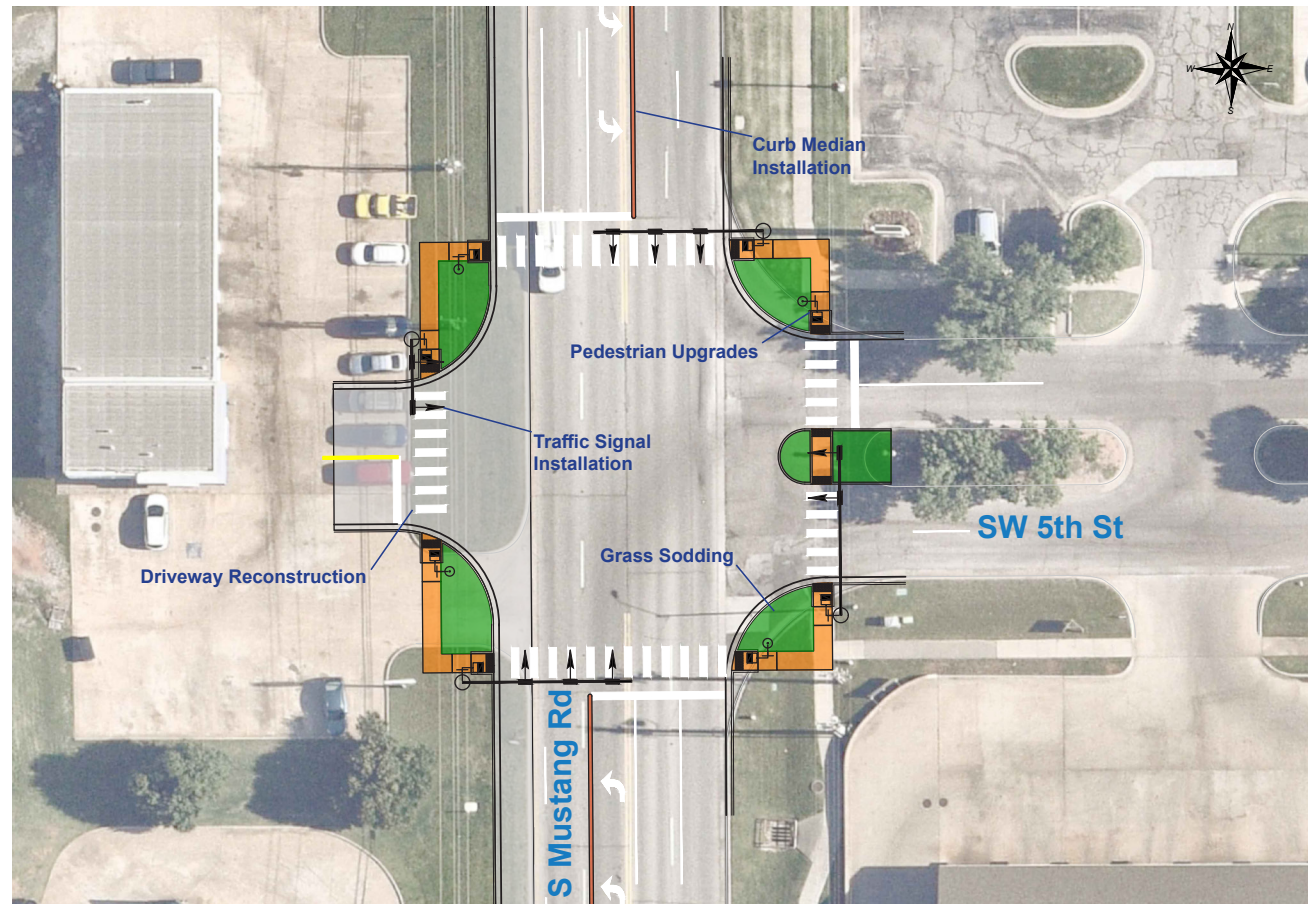 N
W
E
S
Curb Median
Installation
Pedestrian Upgrades
Traffic Signal
Installation
SW 5th St
Grass Sodding
Driveway Reconstruction
S Mustang Rd